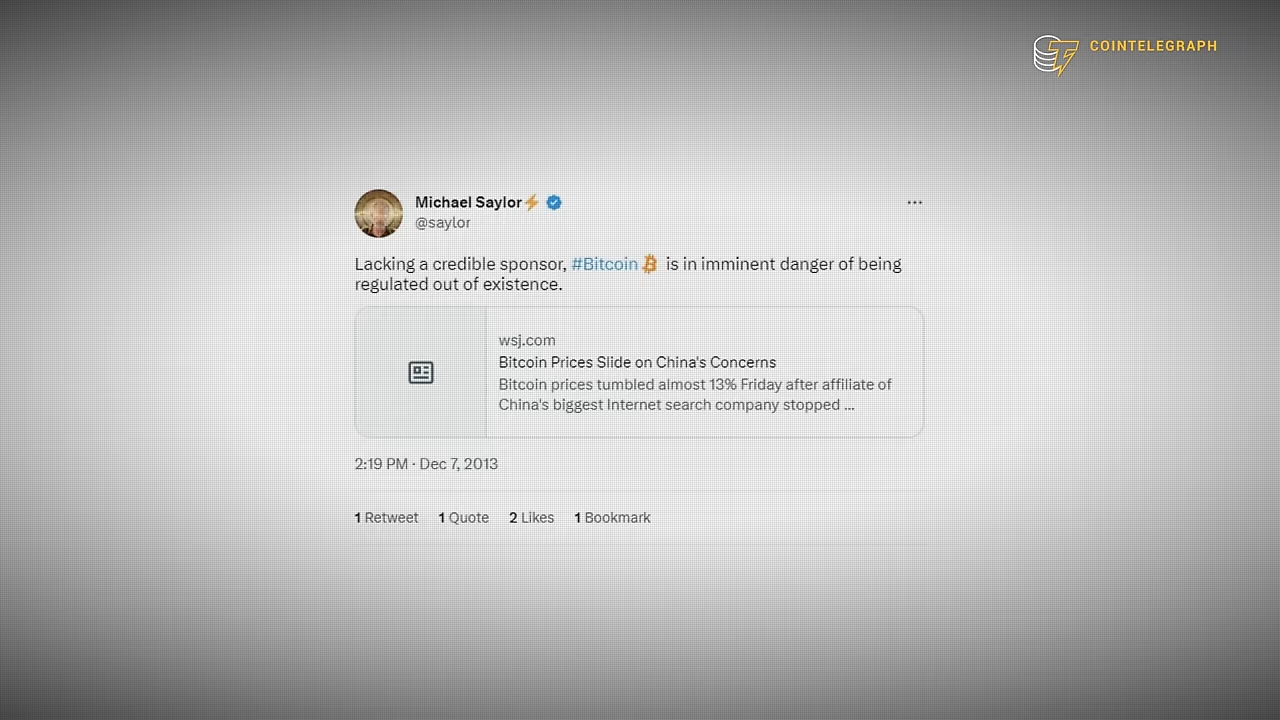 COINTELEGRAPH
Michael Saylor⚡
@saylor
Lacking a credible sponsor, #Bitcoin is in imminent danger of being
regulated out of existence.
wsj.com
Bitcoin Prices Slide on China's Concerns
Bitcoin prices tumbled almost 13% Friday after affiliate of
China's biggest Internet search company stopped ...
2:19 PM · Dec 7, 2013
1 Retweet 1 Quote 2 Likes 1 Bookmark